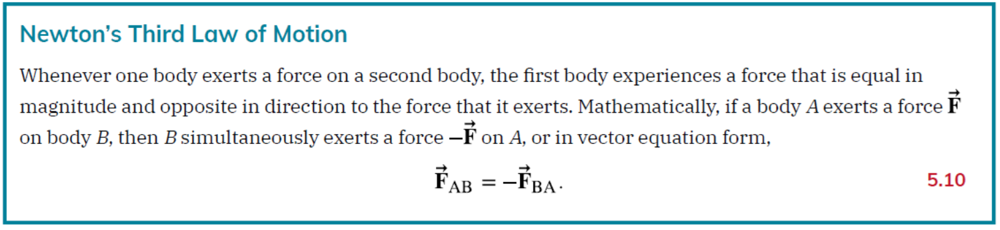 Newton's Third Law of Motion
Whenever one body exerts a force on a second body, the first body experiences a force that is equal in
magnitude and opposite in direction to the force that it exerts. Mathematically, if a body A exerts a force F⃗
on body B, then B simultaneously exerts a force −F⃗ on A, or in vector equation form,
F⃗_AB = −F⃗_BA. 5.10